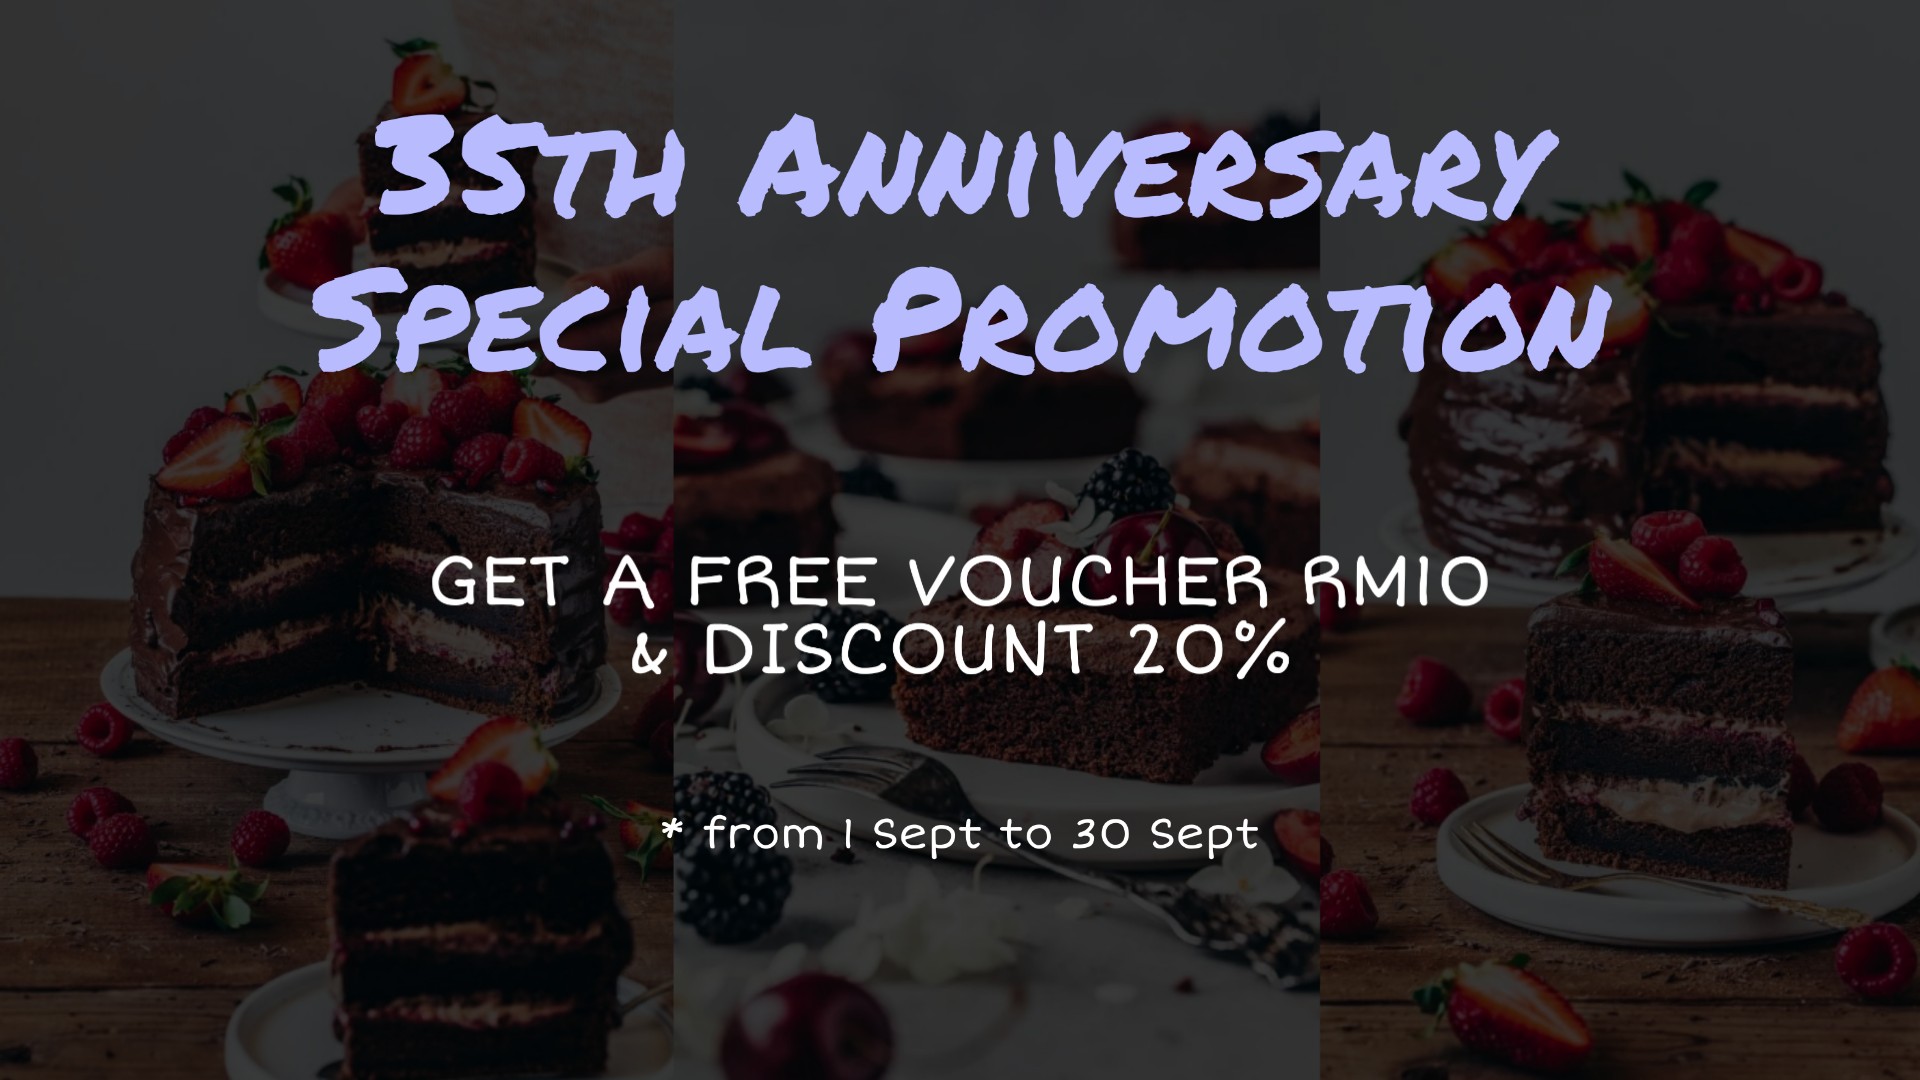 35th Anniversary
Special Promotion
GET A FREE VOUCHER RM10
& DISCOUNT 20%
* from 1 Sept to 30 Sept